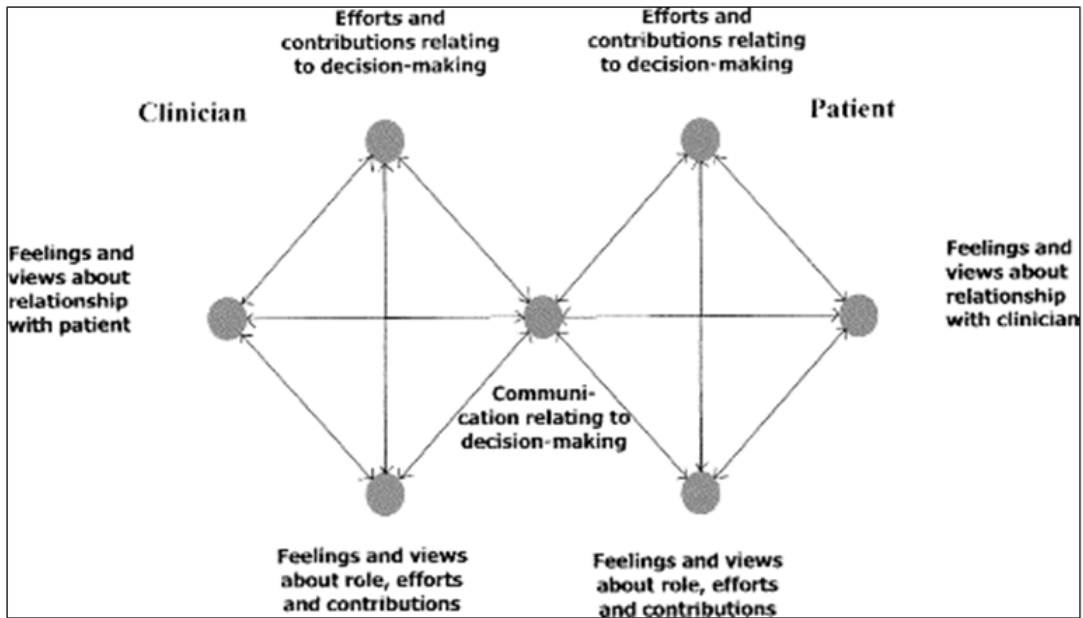 Efforts and
contributions relating
to decision-making
Efforts and
contributions relating
to decision-making
Clinician
Patient
Feelings and
views about
relationship
with patient
Feelings and
views about
relationship
with clinician
Communi-
cation relating to
decision-making
Feelings and views
about role, efforts
and contributions
Feelings and views
about role, efforts
and contributions